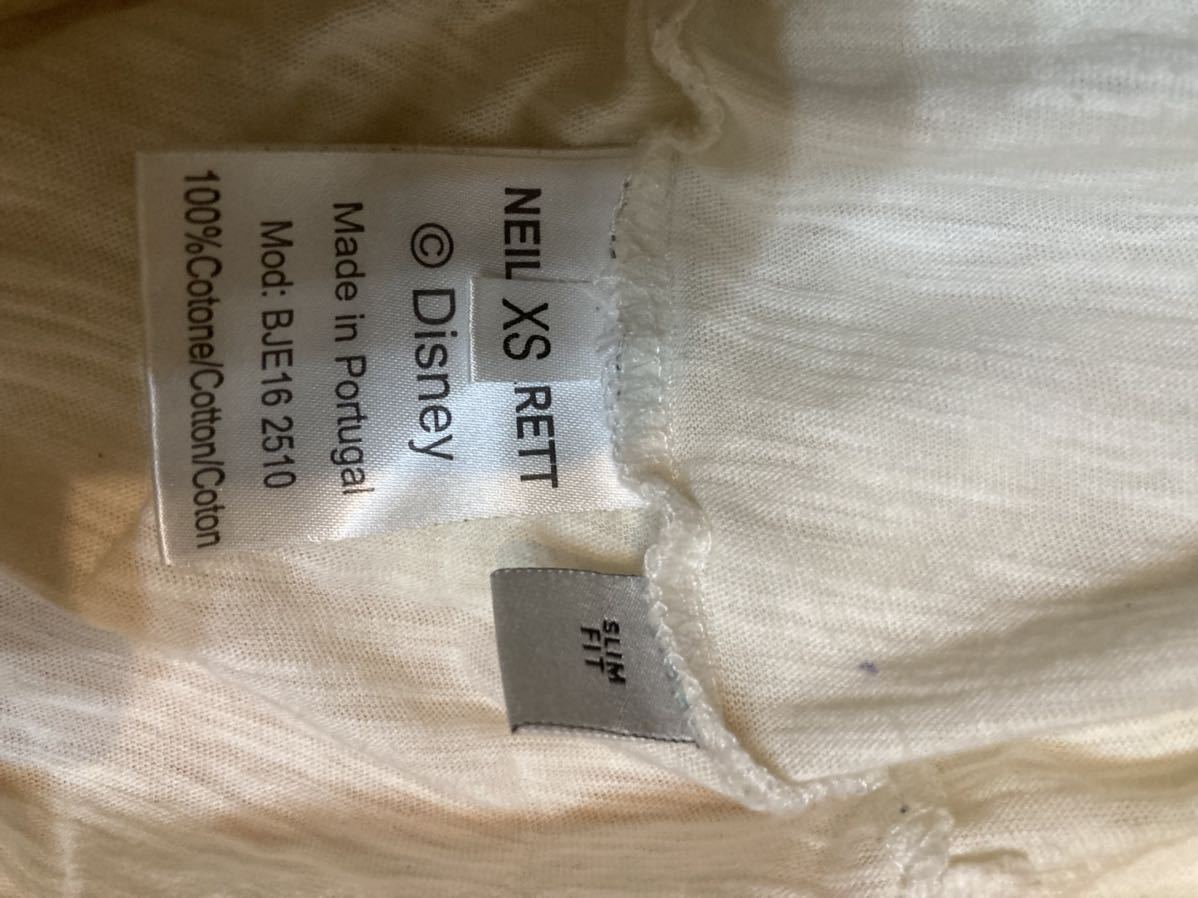 NEIL XS RETT
© Disney
Made in Portugal
Mod: BJE16 2510
100%Cotone/Cotton/Coton
SLIM
FIT